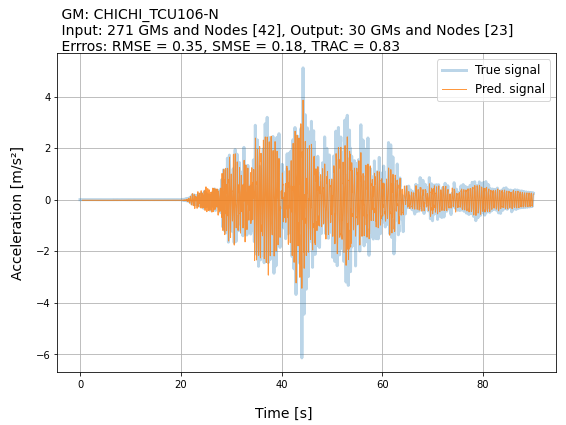 GM: CHICHI_TCU106-N
Input: 271 GMs and Nodes [42], Output: 30 GMs and Nodes [23]
Errros: RMSE = 0.35, SMSE = 0.18, TRAC = 0.83
True signal
Pred. signal
Acceleration [m/s²]
4
2
0
−2
−4
−6
0 20 40 60 80
Time [s]